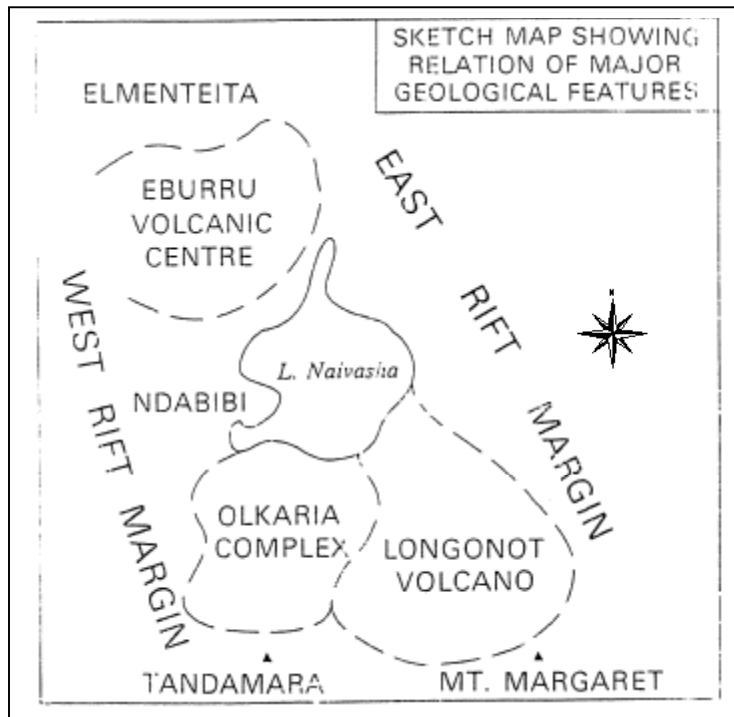 SKETCH MAP SHOWING
RELATION OF MAJOR
GEOLOGICAL FEATURES
ELMENTEITA
EBURRU
VOLCANIC
CENTRE
EAST RIFT MARGIN
WEST RIFT MARGIN
N
L. Naivasha
NDABIBI
OLKARIA
COMPLEX
LONGONOT
VOLCANO
TANDAMARA
MT. MARGARET